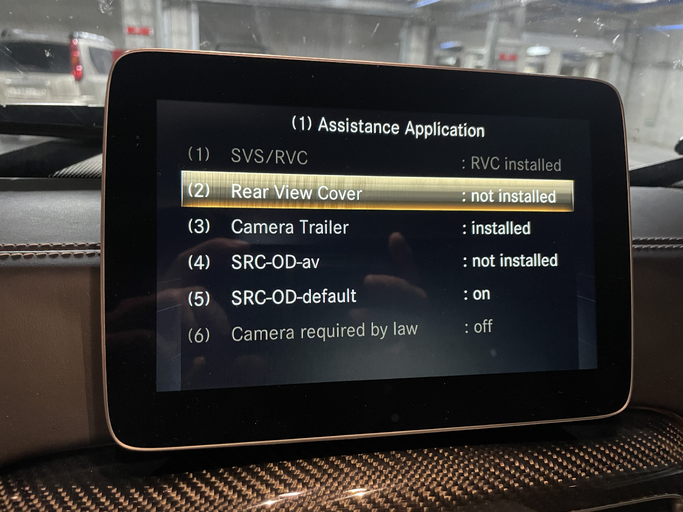 (1) Assistance Application
(1) SVS/RVC : RVC installed
(2) Rear View Cover : not installed
(3) Camera Trailer : installed
(4) SRC-OD-av : not installed
(5) SRC-OD-default : on
(6) Camera required by law : off